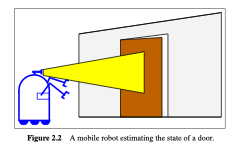 Figure 2.2 A mobile robot estimating the state of a door.